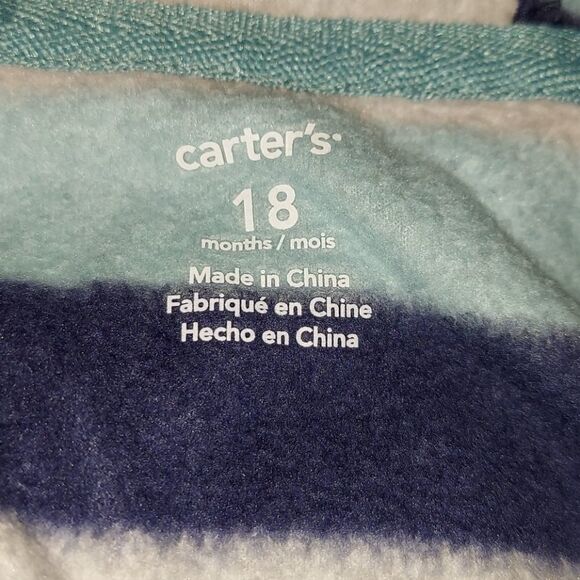 carter's
18
months / mois
Made in China
Fabriqué en Chine
Hecho en China